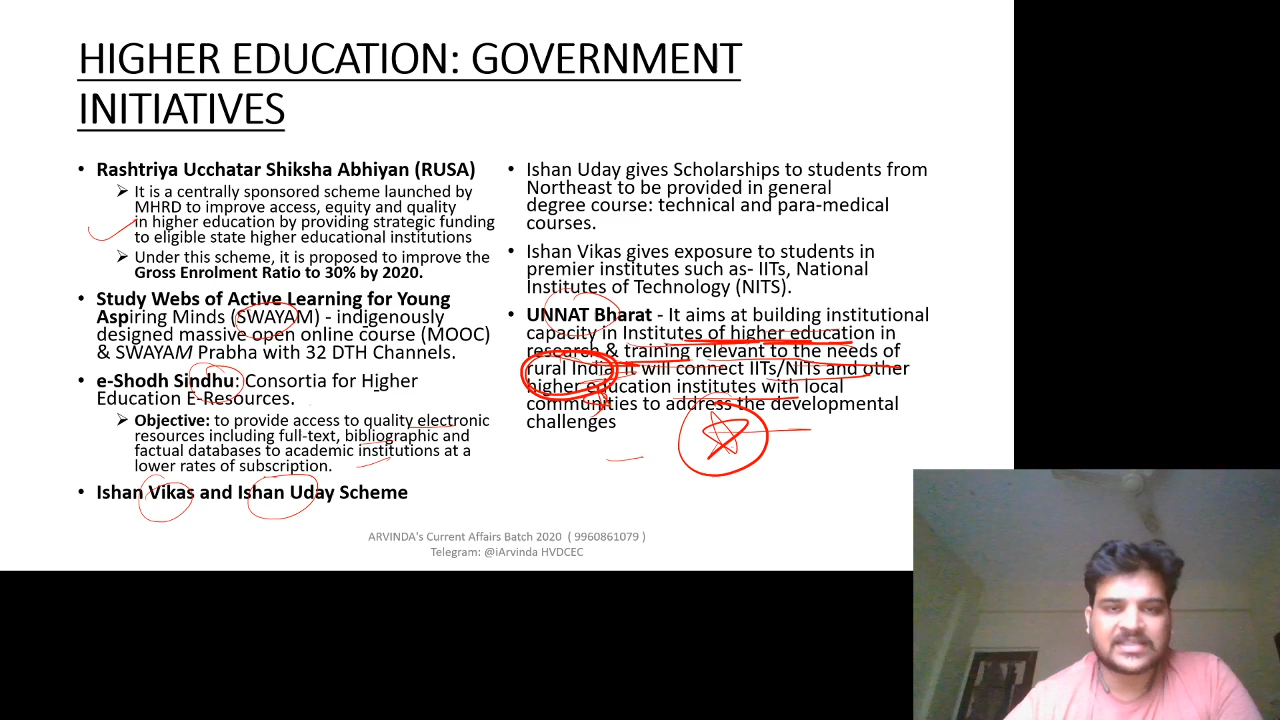 HIGHER EDUCATION: GOVERNMENT
INITIATIVES
• Rashtriya Ucchatar Shiksha Abhiyan (RUSA)
➢ It is a centrally sponsored scheme launched by
MHRD to improve access, equity and quality
in higher education by providing strategic funding
to eligible state higher educational institutions
➢ Under this scheme, it is proposed to improve the
Gross Enrolment Ratio to 30% by 2020.
• Study Webs of Active Learning for Young
Aspiring Minds (SWAYAM) - indigenously
designed massive open online course (MOOC)
& SWAYAM Prabha with 32 DTH Channels.
• e-Shodh Sindhu: Consortia for Higher
Education E-Resources.
➢ Objective: to provide access to quality electronic
resources including full-text, bibliographic and
factual databases to academic institutions at a
lower rates of subscription.
• Ishan Vikas and Ishan Uday Scheme
• Ishan Uday gives Scholarships to students from
Northeast to be provided in general
degree course: technical and para-medical
courses.
• Ishan Vikas gives exposure to students in
premier institutes such as- IITs, National
Institutes of Technology (NITS).
• UNNAT Bharat - It aims at building institutional
capacity in Institutes of higher education in
research & training relevant to the needs of
rural India. It will connect IITs/NITs and other
higher education institutes with local
communities to address the developmental
challenges
ARVINDA's Current Affairs Batch 2020 ( 9960861079 )
Telegram: @iArvinda HVDCEC